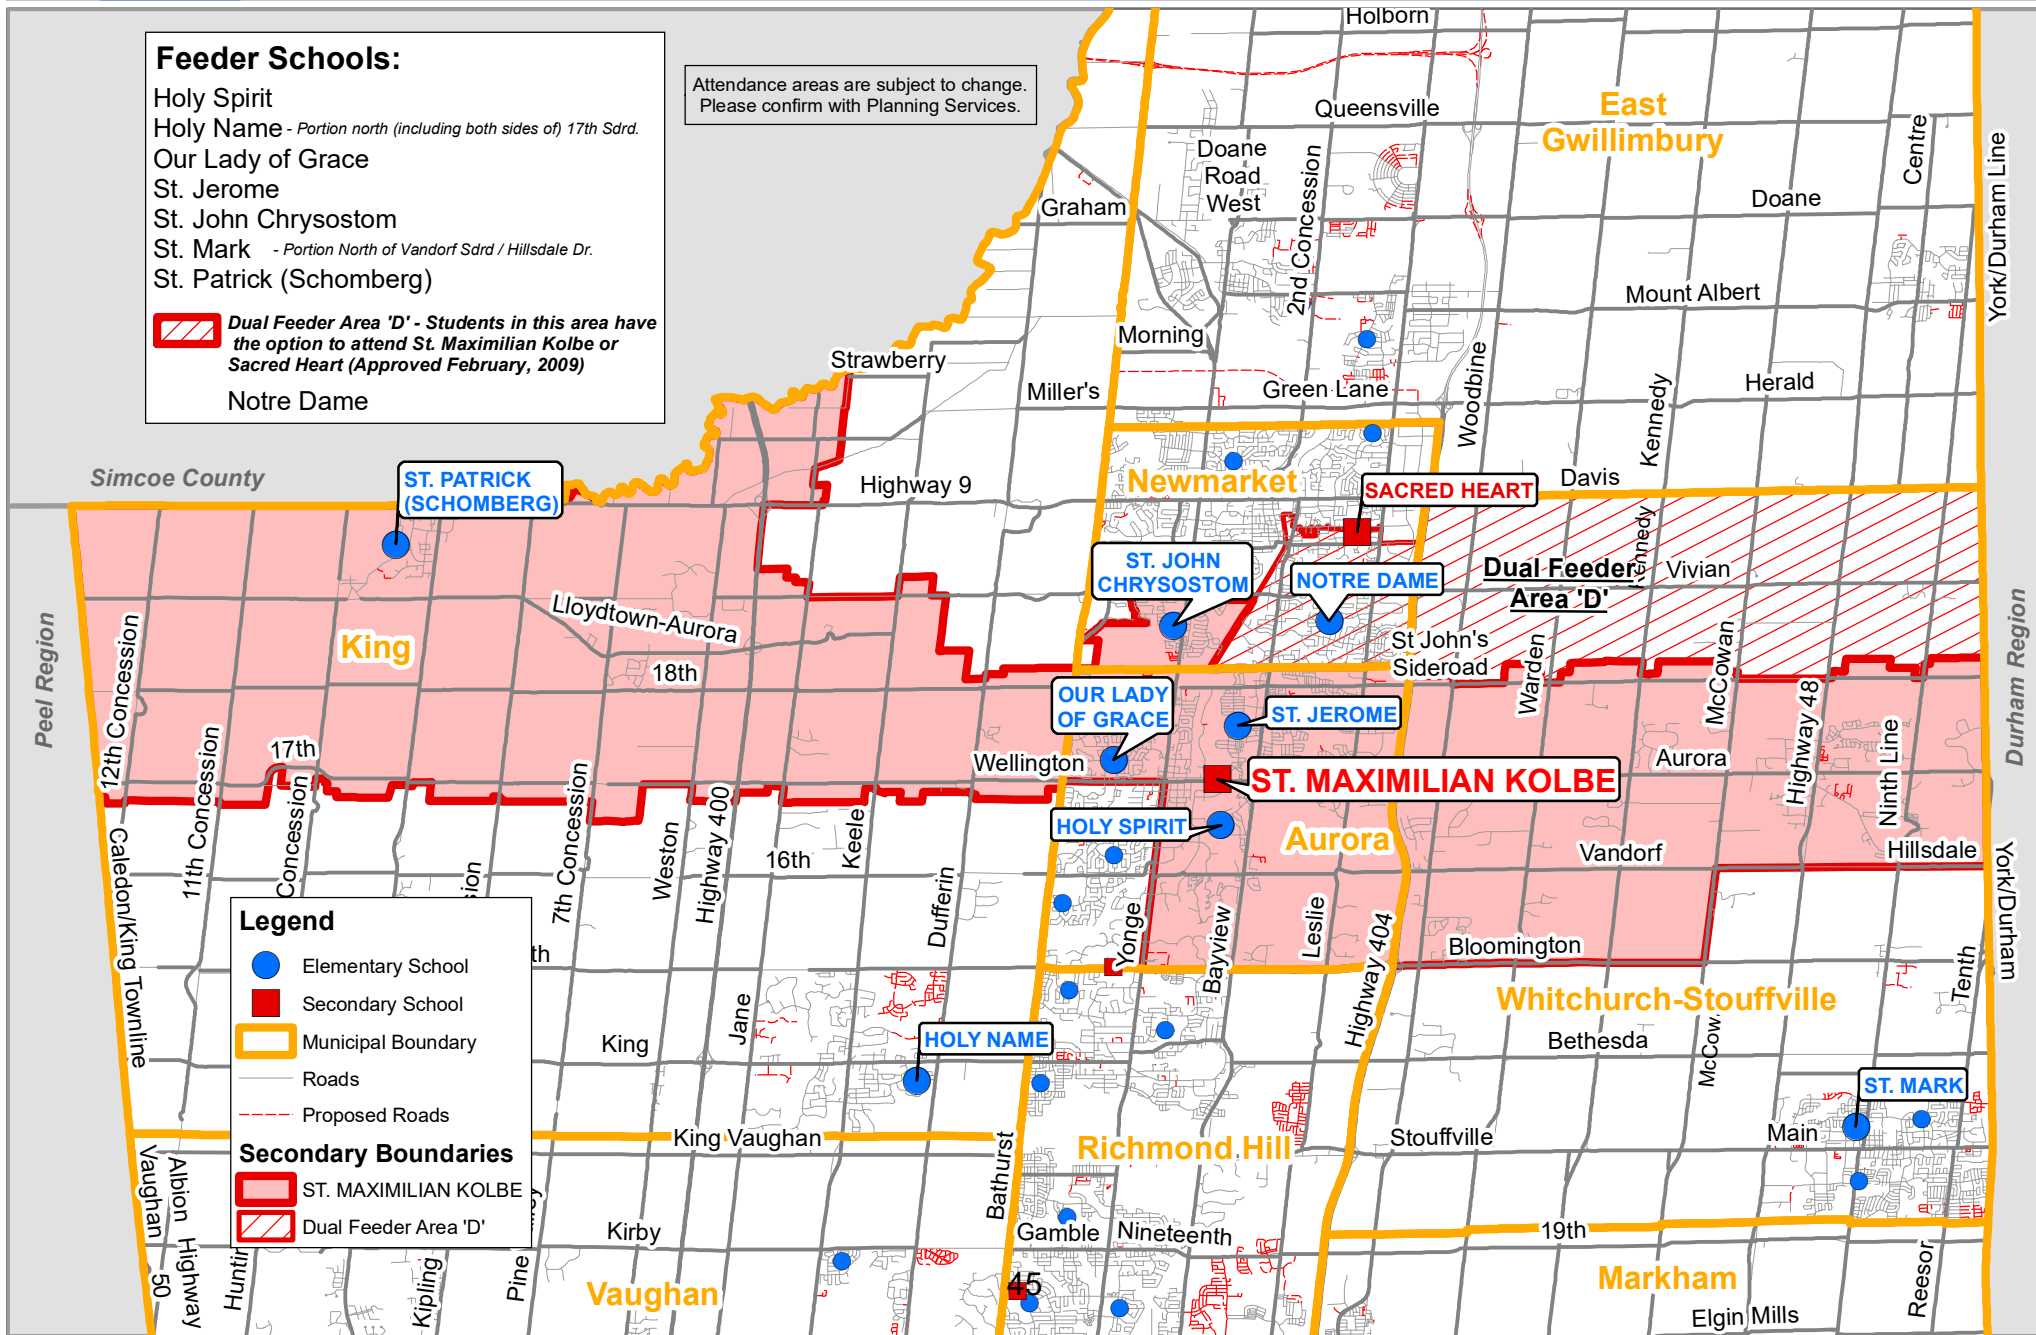 Feeder Schools:
Holy Spirit
Holy Name - Portion north (including both sides of) 17th Sdrd.
Our Lady of Grace
St. Jerome
St. John Chrysostom
St. Mark - Portion North of Vandorf Sdrd / Hillsdale Dr.
St. Patrick (Schomberg)
Dual Feeder Area 'D' - Students in this area have
the option to attend St. Maximilian Kolbe or
Sacred Heart (Approved February, 2009)
Notre Dame
Attendance areas are subject to change.
Please confirm with Planning Services.
Holborn
Queensville
East
Gwillimbury
Centre
York/Durham Line
Doane
Road
West
2nd Concession
Graham
Doane
Mount Albert
Morning
Strawberry
Miller's
Green Lane
Woodbine
Kennedy
Herald
Simcoe County
ST. PATRICK
(SCHOMBERG)
Highway 9
Newmarket
SACRED HEART
Davis
Kennedy
ST. JOHN
CHRYSOSTOM
NOTRE DAME
Dual Feeder
Area 'D'
Vivian
Peel Region
Durham Region
12th Concession
King
Lloydtown-Aurora
18th
St John's
Sideroad
Warden
McCowan
Highway 48
Ninth Line
OUR LADY
OF GRACE
ST. JEROME
11th Concession
17th
Concession
7th Concession
Wellington
Aurora
ST. MAXIMILIAN KOLBE
HOLY SPIRIT
Aurora
Caledon/King Townline
Weston
Highway 400
16th
Keele
Dufferin
Vandorf
Hillsdale
York/Durham
Yonge
Bayview
Leslie
Highway 404
Bloomington
Tenth
Whitchurch-Stouffville
Legend
Elementary School
Secondary School
Municipal Boundary
Roads
Proposed Roads
Secondary Boundaries
ST. MAXIMILIAN KOLBE
Dual Feeder Area 'D'
th
King
Jane
HOLY NAME
Bethesda
ST. MARK
King Vaughan
Bathurst
Richmond Hill
Stouffville
Main
Vaughan
Albion
Highway
50
Kipling
Pine
Kirby
Vaughan
Gamble
Nineteenth
45
19th
Markham
Elgin Mills
Reesor